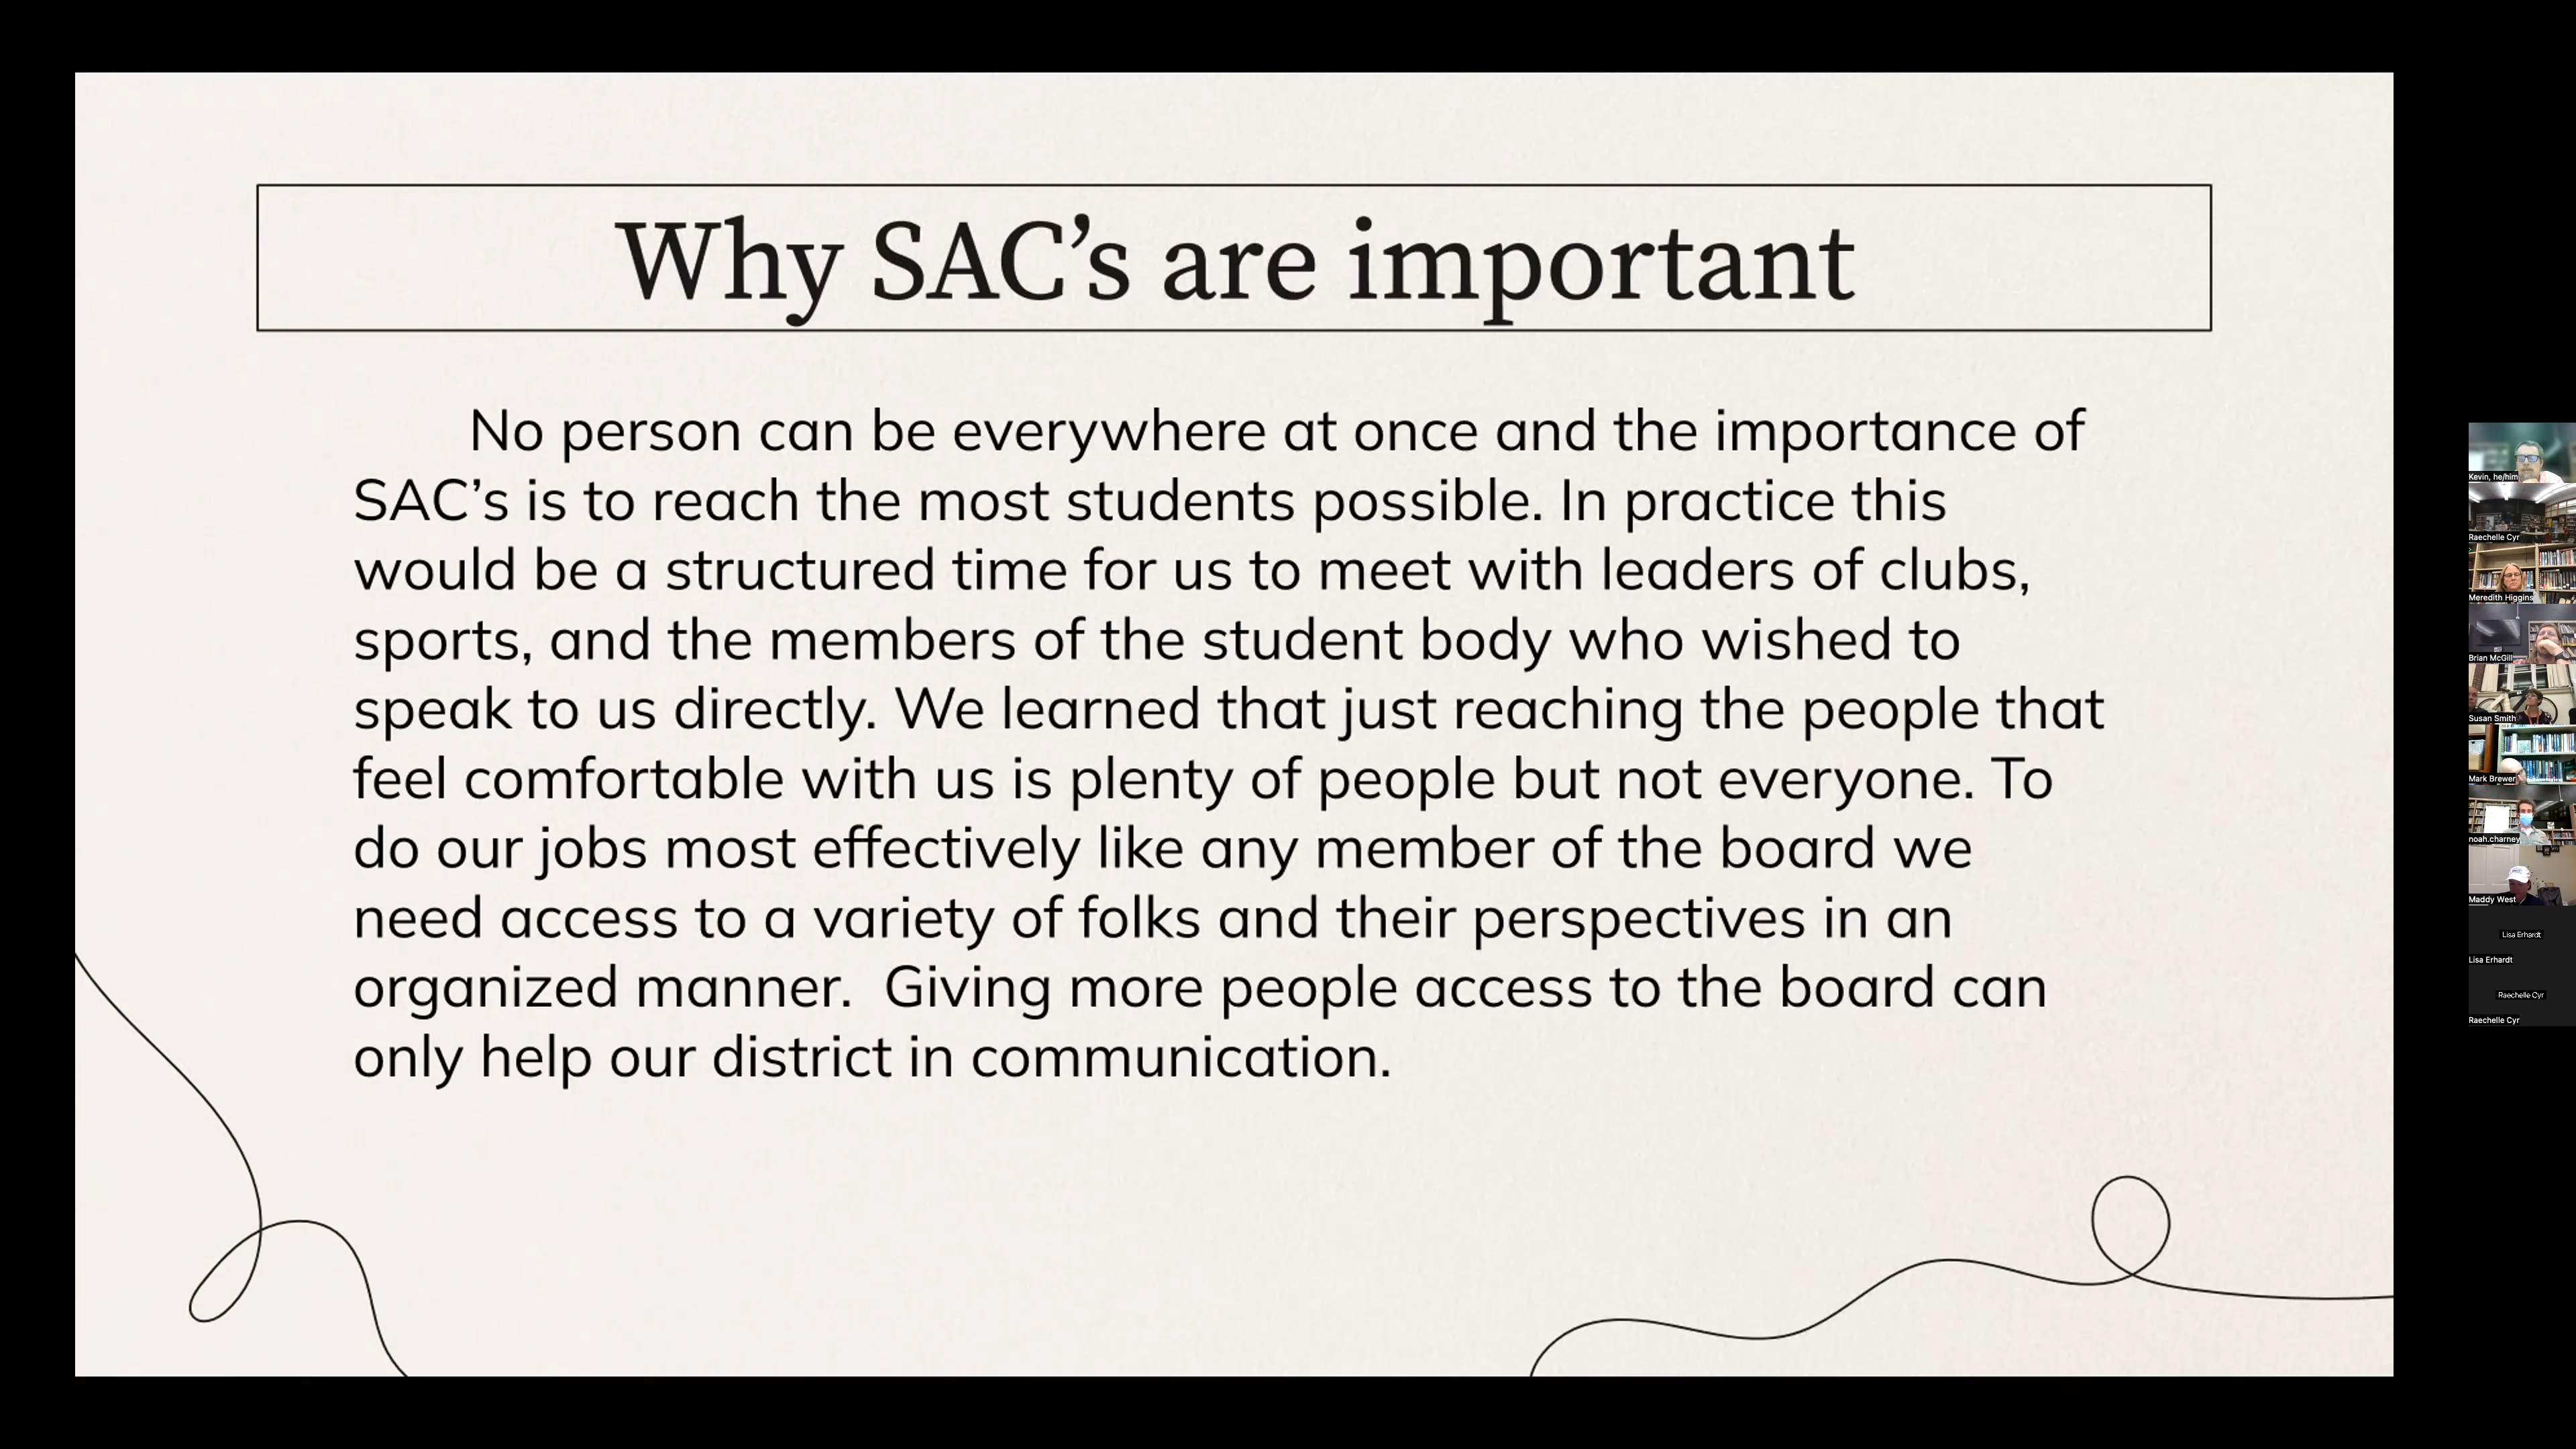 Why SAC’s are important
No person can be everywhere at once and the importance of
SAC’s is to reach the most students possible. In practice this
would be a structured time for us to meet with leaders of clubs,
sports, and the members of the student body who wished to
speak to us directly. We learned that just reaching the people that
feel comfortable with us is plenty of people but not everyone. To
do our jobs most effectively like any member of the board we
need access to a variety of folks and their perspectives in an
organized manner.  Giving more people access to the board can
only help our district in communication.
Kevin, he/him
Raechelle Cyr
Meredith Higgins
Brian McGill
Susan Smith
Mark Brewer
noah.charney
Maddy West
Lisa Erhardt
Lisa Erhardt
Raechelle Cyr
Raechelle Cyr